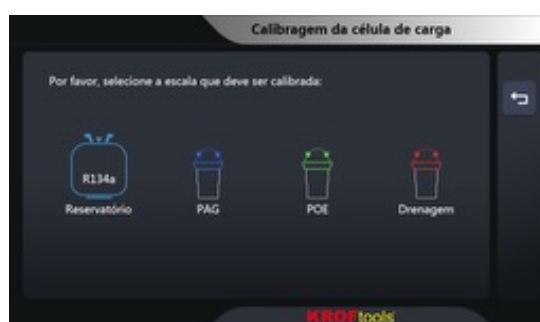 Calibragem da célula de carga
Por favor, selecione a escala que deve ser calibrada:
R134a
Reservatório
PAG
POE
Drenagem
KROFtools